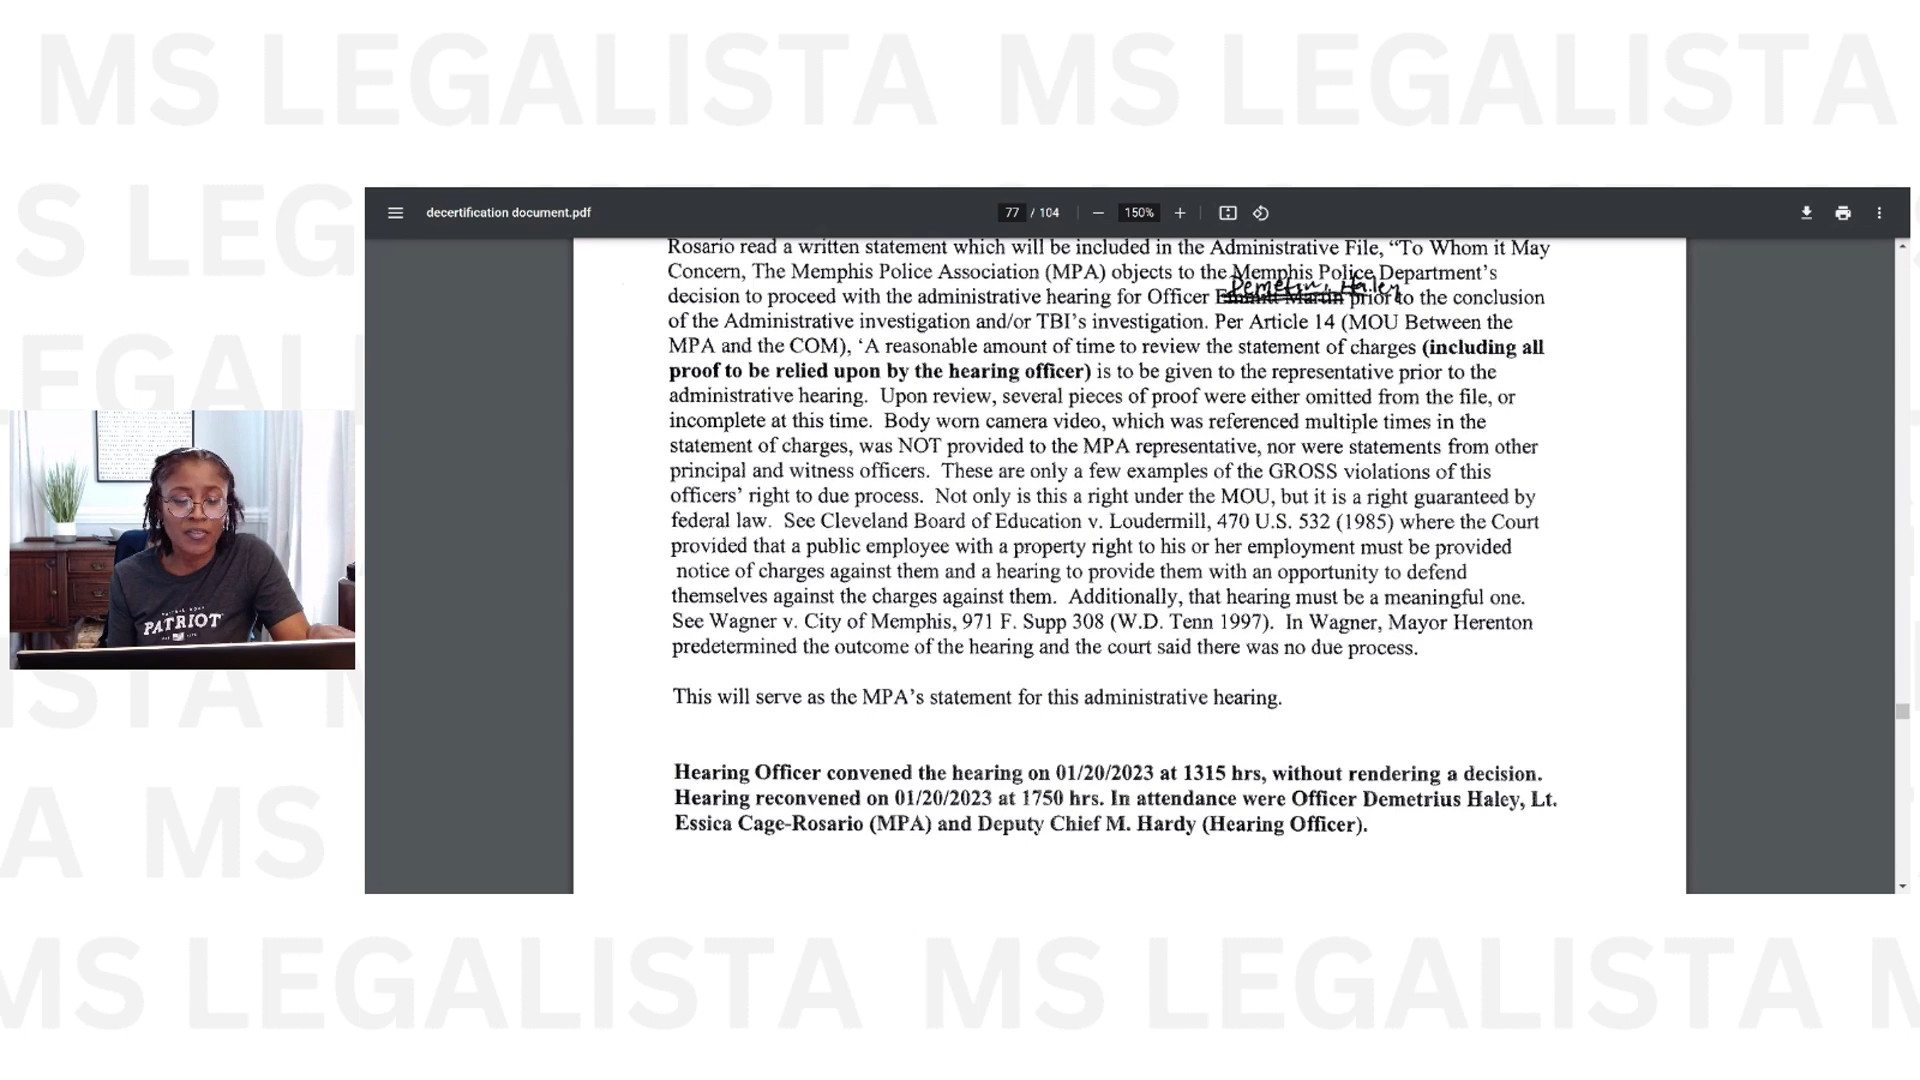 MS LEGALISTA MS LEGALISTA
S LEG
decertification document.pdf
77 / 104
150%
Rosario read a written statement which will be included in the Administrative File, “To Whom it May
Concern, The Memphis Police Association (MPA) objects to the Memphis Police Department’s
Demetrius Haley
decision to proceed with the administrative hearing for Officer Emmitt Martin prior to the conclusion
of the Administrative investigation and/or TBI’s investigation. Per Article 14 (MOU Between the
MPA and the COM), ‘A reasonable amount of time to review the statement of charges (including all
proof to be relied upon by the hearing officer) is to be given to the representative prior to the
administrative hearing. Upon review, several pieces of proof were either omitted from the file, or
incomplete at this time. Body worn camera video, which was referenced multiple times in the
statement of charges, was NOT provided to the MPA representative, nor were statements from other
principal and witness officers. These are only a few examples of the GROSS violations of this
officers’ right to due process. Not only is this a right under the MOU, but it is a right guaranteed by
federal law. See Cleveland Board of Education v. Loudermill, 470 U.S. 532 (1985) where the Court
provided that a public employee with a property right to his or her employment must be provided
notice of charges against them and a hearing to provide them with an opportunity to defend
themselves against the charges against them. Additionally, that hearing must be a meaningful one.
See Wagner v. City of Memphis, 971 F. Supp 308 (W.D. Tenn 1997). In Wagner, Mayor Herenton
predetermined the outcome of the hearing and the court said there was no due process.
This will serve as the MPA’s statement for this administrative hearing.
Hearing Officer convened the hearing on 01/20/2023 at 1315 hrs, without rendering a decision.
Hearing reconvened on 01/20/2023 at 1750 hrs. In attendance were Officer Demetrius Haley, Lt.
Essica Cage-Rosario (MPA) and Deputy Chief M. Hardy (Hearing Officer).
EGAL
PATRIOT
ISTA M
A MS
MS LEGALISTA MS LEGALISTA M